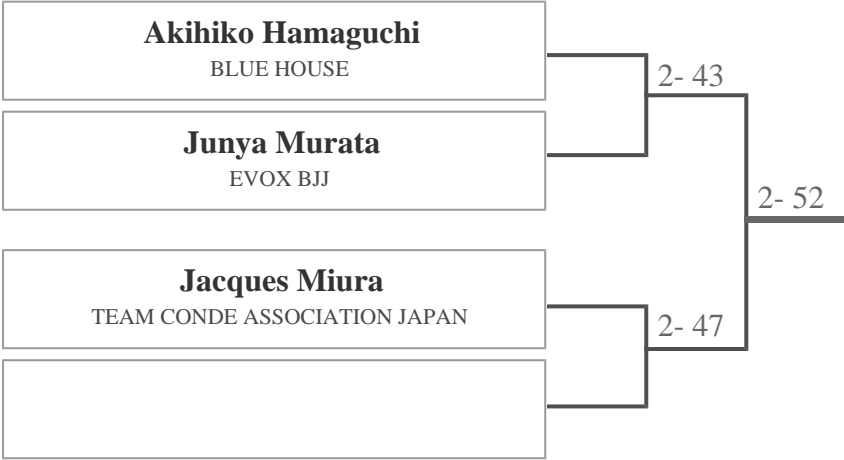 Akihiko Hamaguchi
BLUE HOUSE
2- 43
Junya Murata
EVOX BJJ
2- 52
Jacques Miura
TEAM CONDE ASSOCIATION JAPAN
2- 47